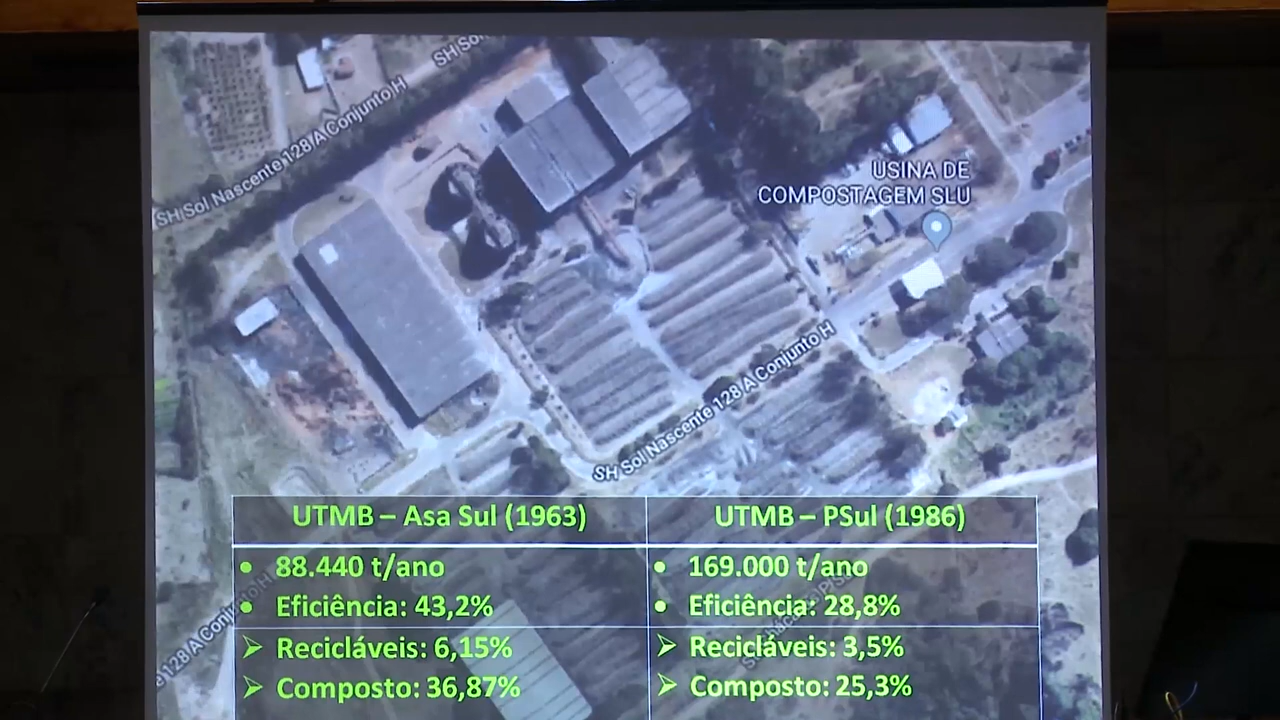 SH Sol
SH Sol Nascente 128 A Conjunto H
USINA DE
COMPOSTAGEM SLU
SH Sol Nascente 128 A Conjunto H
UTMB – Asa Sul (1963)
UTMB – PSul (1986)
• 88.440 t/ano
• Eficiência: 43,2%
• 169.000 t/ano
• Eficiência: 28,8%
➢ Recicláveis: 6,15%
➢ Composto: 36,87%
➢ Recicláveis: 3,5%
➢ Composto: 25,3%
128 A Conjunto H